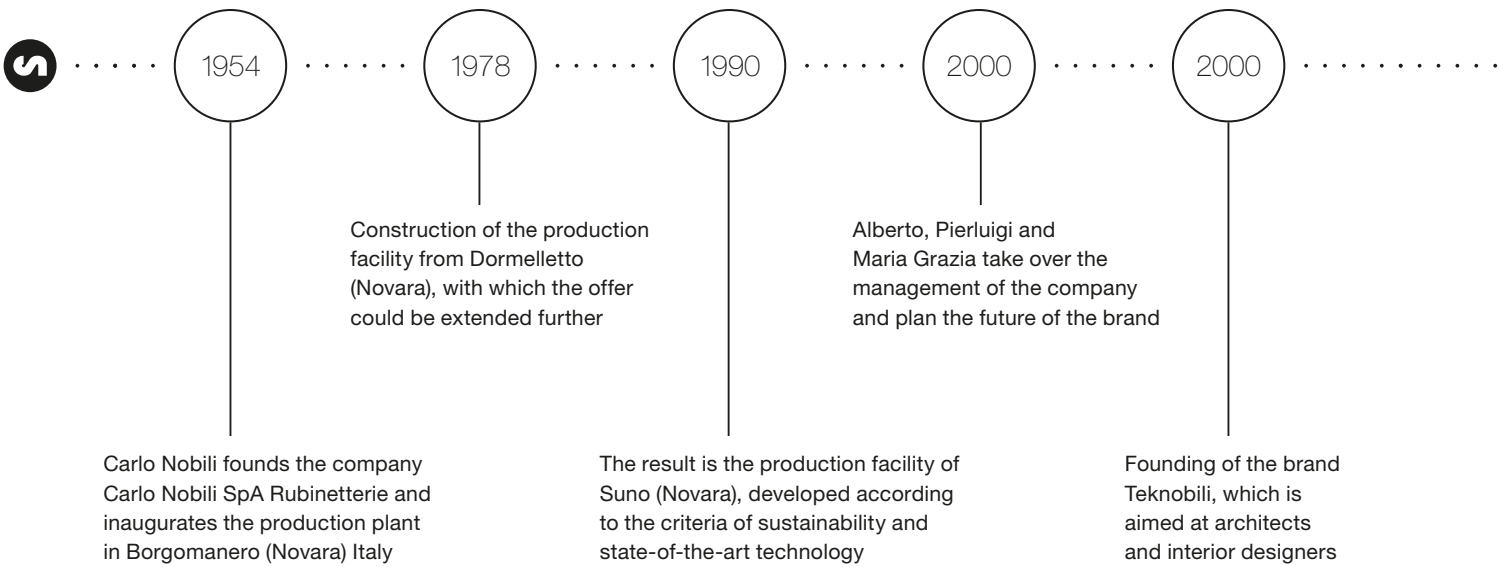 1954
1978
1990
2000
2000
Construction of the production
facility from Dormelletto
(Novara), with which the offer
could be extended further
Alberto, Pierluigi and
Maria Grazia take over the
management of the company
and plan the future of the brand
Carlo Nobili founds the company
Carlo Nobili SpA Rubinetterie and
inaugurates the production plant
in Borgomanero (Novara) Italy
The result is the production facility of
Suno (Novara), developed according
to the criteria of sustainability and
state-of-the-art technology
Founding of the brand
Teknobili, which is
aimed at architects
and interior designers